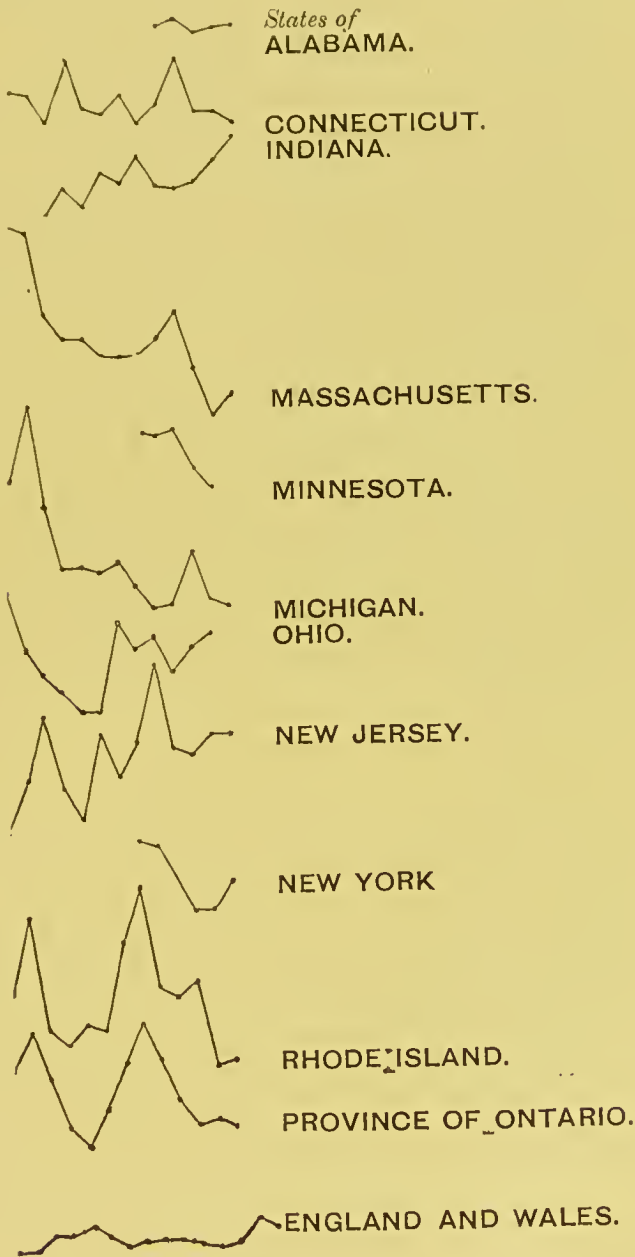 States of
ALABAMA.
CONNECTICUT.
INDIANA.
MASSACHUSETTS.
MINNESOTA.
MICHIGAN.
OHIO.
NEW JERSEY.
NEW YORK
RHODE ISLAND.
PROVINCE OF ONTARIO.
ENGLAND AND WALES.